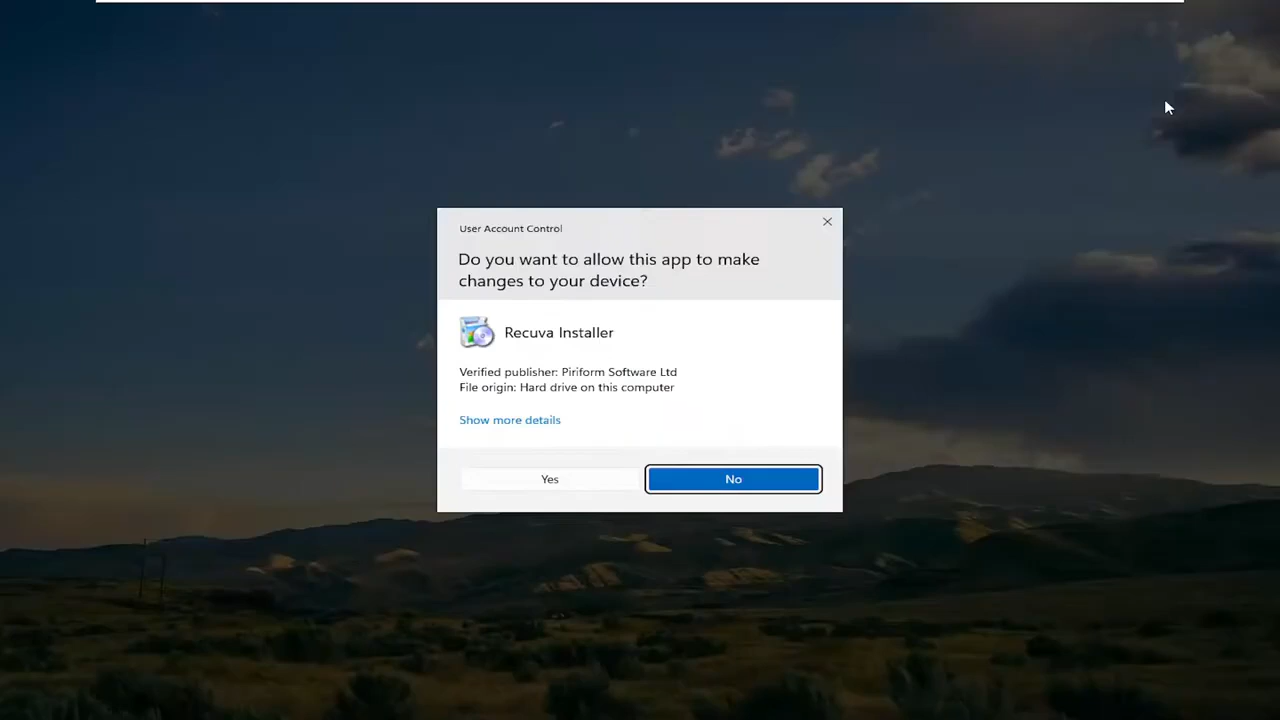 User Account Control
Do you want to allow this app to make
changes to your device?
Recuva Installer
Verified publisher: Piriform Software Ltd
File origin: Hard drive on this computer
Show more details
Yes
No